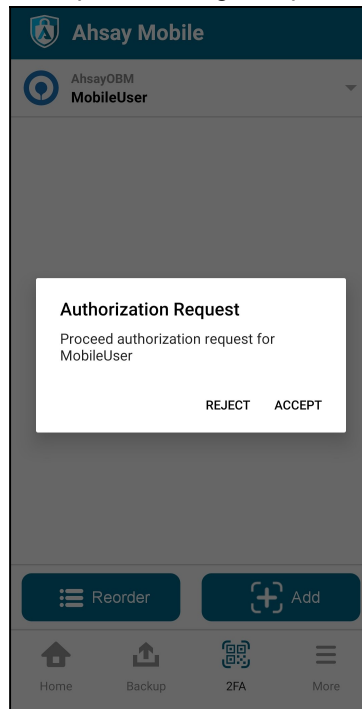 Ahsay Mobile
AhsayOBM
MobileUser
Authorization Request
Proceed authorization request for
MobileUser
REJECT ACCEPT
Reorder Add
Home Backup 2FA More